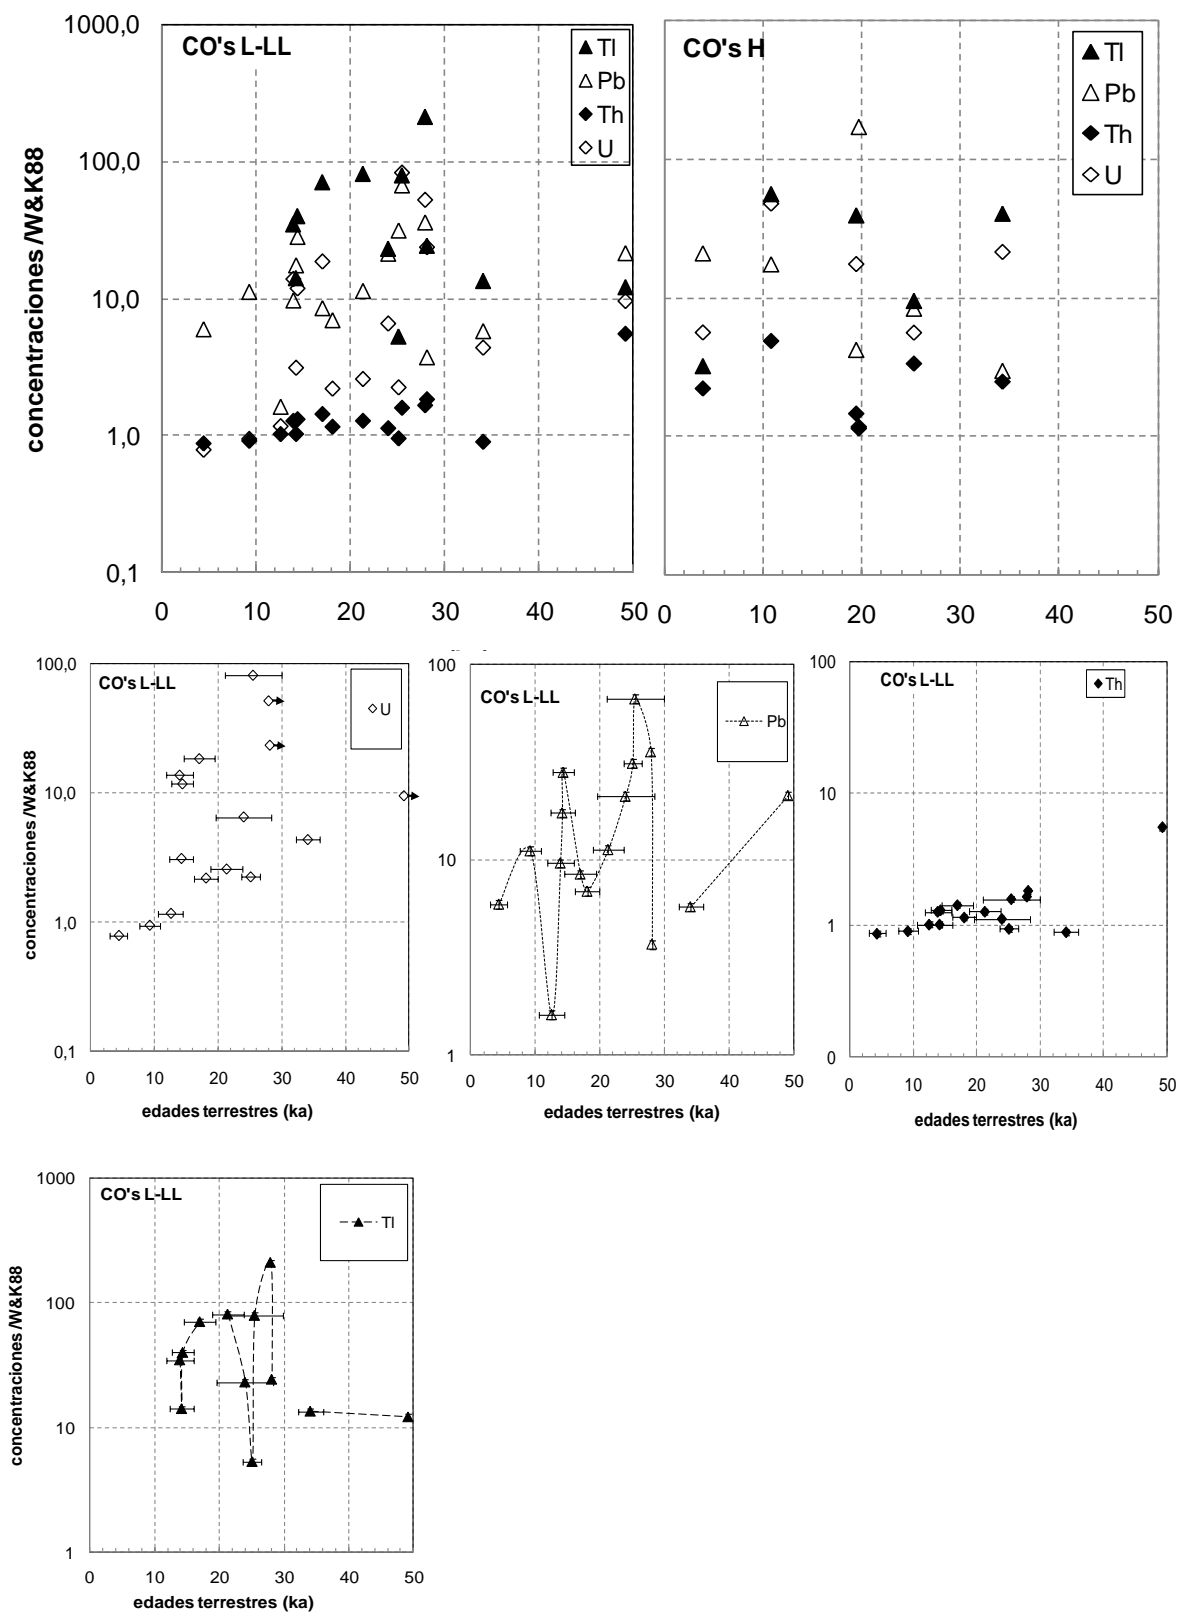 CO's L-LL
Tl
Pb
Th
U
1000,0
100,0
10,0
1,0
0,1
concentraciones /W&K88
0 10 20 30 40 50
CO's H
Tl
Pb
Th
U
0 10 20 30 40 50
CO's L-LL
U
100,0
10,0
1,0
0,1
concentraciones /W&K88
0 10 20 30 40 50
edades terrestres (ka)
CO's L-LL
Pb
100
10
1
0 10 20 30 40 50
edades terrestres (ka)
CO's L-LL
Th
100
10
1
0
0 10 20 30 40 50
edades terrestres (ka)
CO's L-LL
Tl
1000
100
10
1
concentraciones /W&K88
0 10 20 30 40 50
edades terrestres (ka)